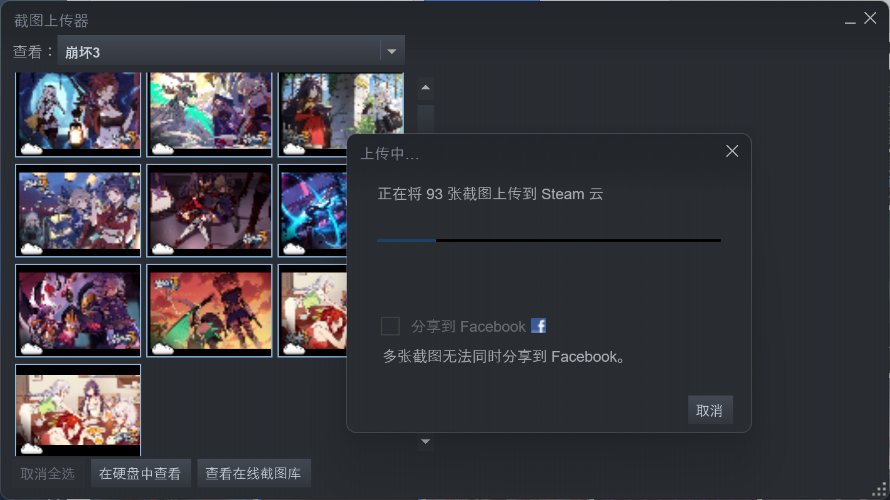 截图上传器
查看：
崩坏3
上传中...
正在将 93 张截图上传到 Steam 云
分享到 Facebook
多张截图无法同时分享到 Facebook。
取消
取消全选
在硬盘中查看
查看在线截图库